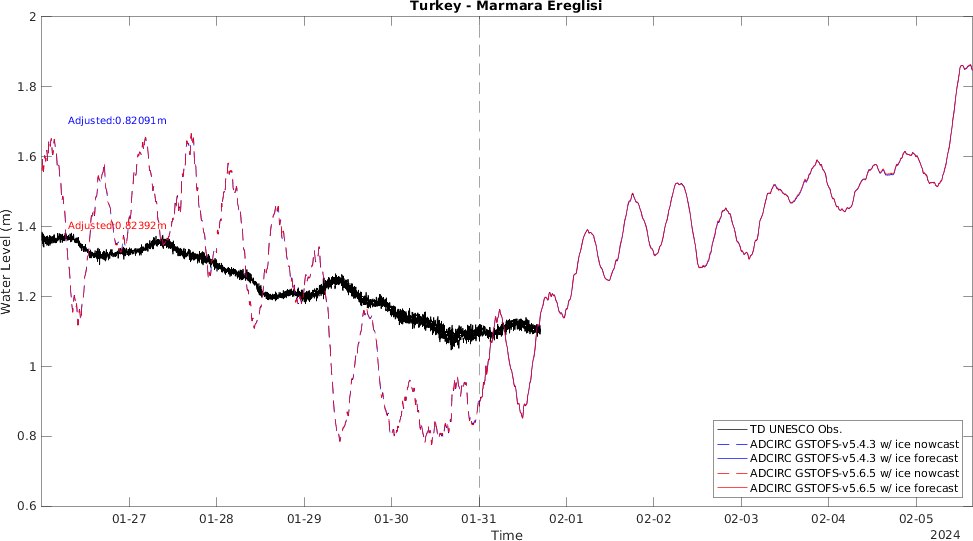 Turkey - Marmara Ereglisi
2
1.8
1.6
1.4
1.2
1
0.8
0.6
Water Level (m)
Adjusted:0.82091m
Adjusted:0.82392m
TD UNESCO Obs.
ADCIRC GSTOFS-v5.4.3 w/ ice nowcast
ADCIRC GSTOFS-v5.4.3 w/ ice forecast
ADCIRC GSTOFS-v5.6.5 w/ ice nowcast
ADCIRC GSTOFS-v5.6.5 w/ ice forecast
01-27 01-28 01-29 01-30 01-31 02-01 02-02 02-03 02-04 02-05
Time
2024